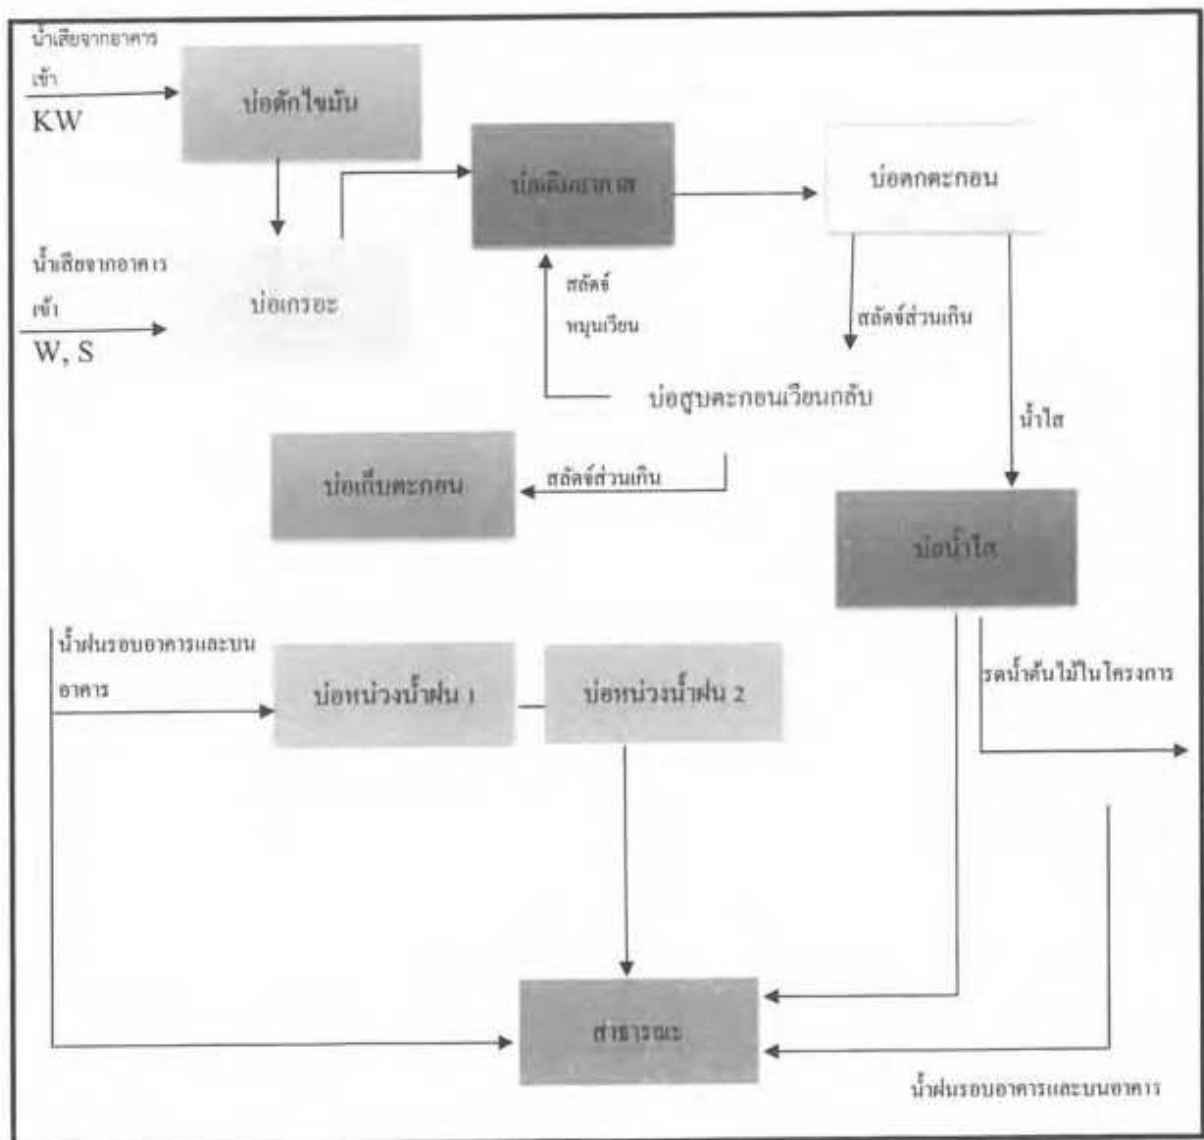 น้ำเสียจากอาคาร
เข้า
KW
บ่อดักไขมัน
บ่อเติมอากาศ
บ่อตกตะกอน
น้ำเสียจากอาคาร
เข้า
W, S
บ่อเกรอะ
สลัดจ์
หมุนเวียน
สลัดจ์ส่วนเกิน
บ่อสูบตะกอนเวียนกลับ
น้ำใส
บ่อเก็บตะกอน
สลัดจ์ส่วนเกิน
บ่อน้ำใส
น้ำฝนรอบอาคารและบน
อาคาร
บ่อหน่วงน้ำฝน 1
บ่อหน่วงน้ำฝน 2
รดน้ำต้นไม้ในโครงการ
สาธารณะ
น้ำฝนรอบอาคารและบนอาคาร